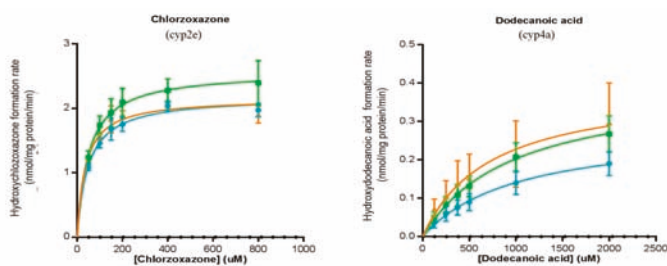 Chlorzoxazone
(cyp2e)
Hydroxychlozoxazone formation rate
(nmol/mg protein/min)
3
2
1
0
0
200
400
600
800
1000
[Chlorzoxazone] (uM)
Dodecanoic acid
(cyp4a)
Hydroxydodecanoic acid formation rate
(nmol/mg protein/min)
0.5
0.4
0.3
0.2
0.1
0.0
0
500
1000
1500
2000
2500
[Dodecanoic acid] (uM)